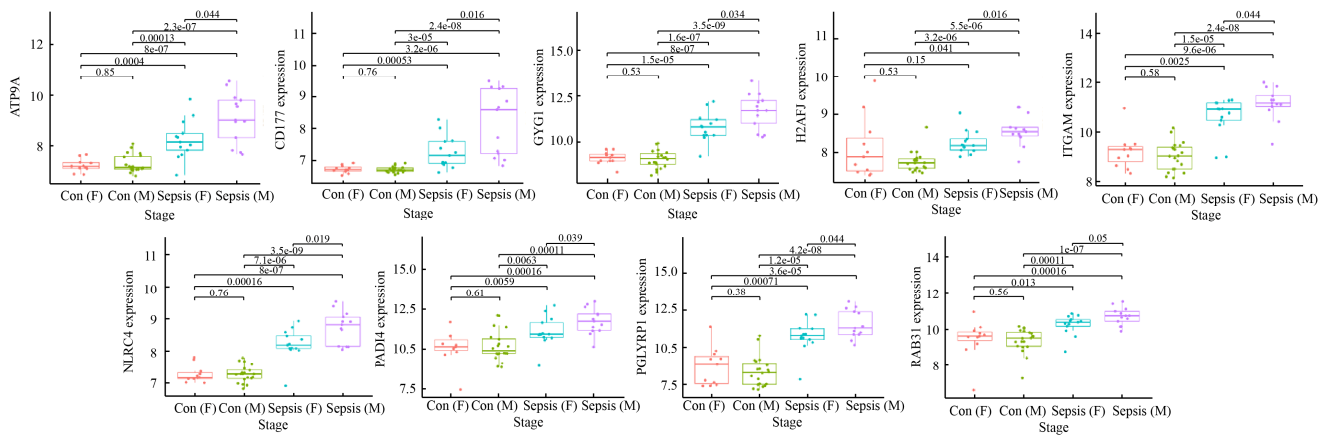 ATP9A
12
10
8
0.044
2.3e-07
0.00013
8e-07
0.0004
0.85
Con (F) Con (M) Sepsis (F) Sepsis (M)
Stage
CD177 expression
11
10
9
8
7
0.016
2.4e-08
3e-05
3.2e-06
0.00053
0.76
Con (F) Con (M) Sepsis (F) Sepsis (M)
Stage
GYG1 expression
15.0
12.5
10.0
0.034
3.5e-09
1.6e-07
8e-07
1.5e-05
0.53
Con (F) Con (M) Sepsis (F) Sepsis (M)
Stage
H2AFJ expression
11
10
9
8
0.016
5.5e-06
3.2e-06
0.041
0.15
0.53
Con (F) Con (M) Sepsis (F) Sepsis (M)
Stage
ITGAM expression
14
12
10
8
0.044
2.4e-08
1.5e-05
9.6e-06
0.0025
0.58
Con (F) Con (M) Sepsis (F) Sepsis (M)
Stage
NLRC4 expression
11
10
9
8
7
0.019
3.5e-09
7.1e-06
8e-07
0.00016
0.76
Con (F) Con (M) Sepsis (F) Sepsis (M)
Stage
PADI4 expression
15.0
12.5
10.5
7.5
0.039
0.00011
0.0063
0.00016
0.0059
0.61
Con (F) Con (M) Sepsis (F) Sepsis (M)
Stage
PGLYRP1 expression
15.0
12.5
10.5
7.5
0.044
4.2e-08
1.2e-05
3.6e-05
0.00071
0.38
Con (F) Con (M) Sepsis (F) Sepsis (M)
Stage
RAB31 expression
14
12
10
8
0.05
1e-07
0.00011
0.00016
0.013
0.56
Con (F) Con (M) Sepsis (F) Sepsis (M)
Stage